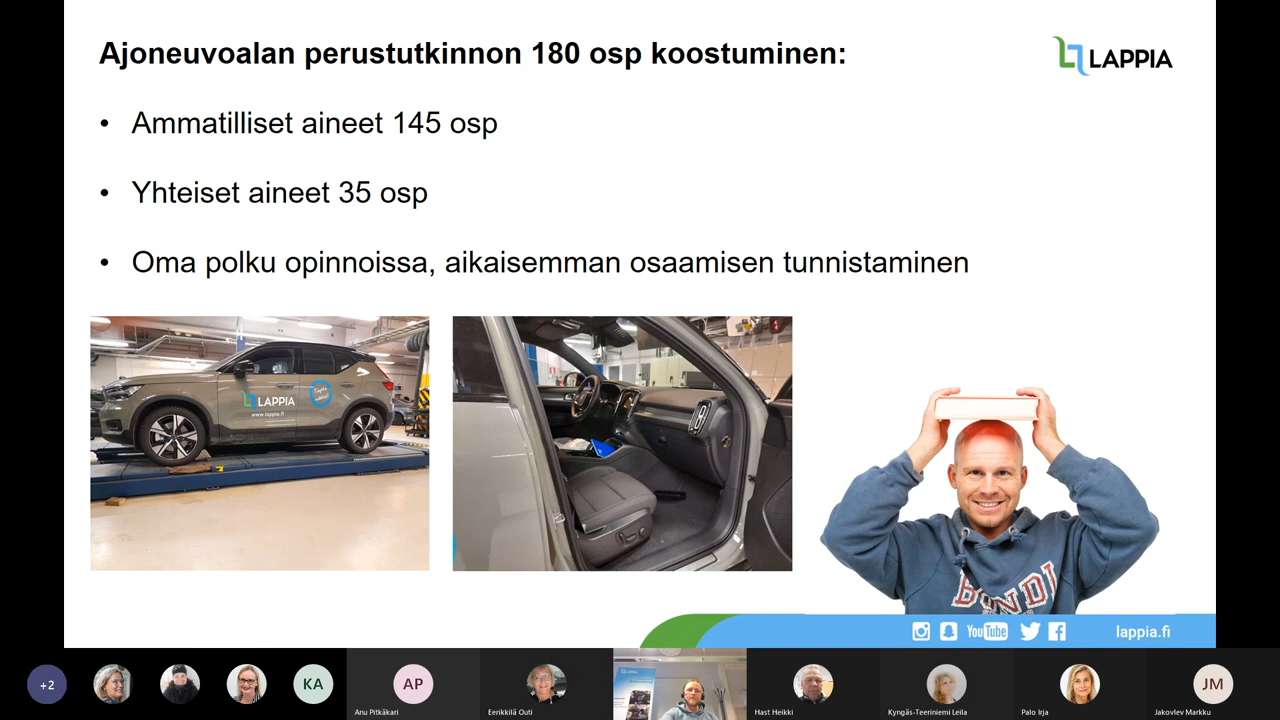 Ajoneuvoalan perustutkinnon 180 osp koostuminen:
LAPPIA
• Ammatilliset aineet 145 osp
• Yhteiset aineet 35 osp
• Oma polku opinnoissa, aikaisemman osaamisen tunnistaminen
LAPPIA
www.lappia.fi
BONDI
YouTube
lappia.fi
+2
KA
AP
JM
Anu Pitkäkari
Eerikkilä Outi
Hast Heikki
Kyngäs-Teeriniemi Leila
Palo Irja
Jakovlev Markku